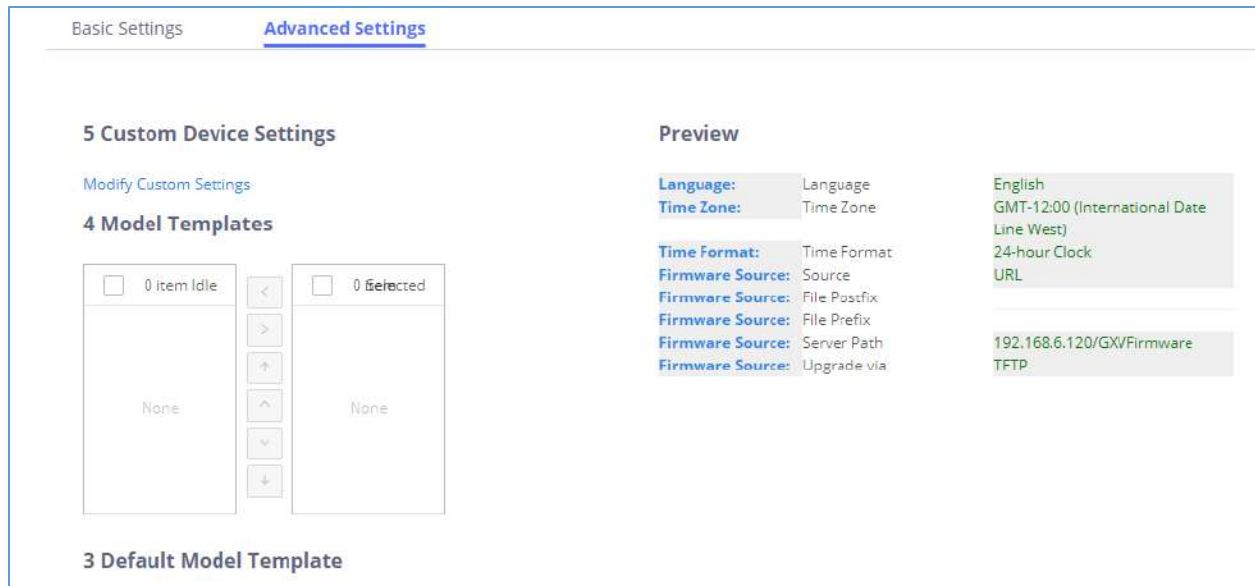 Basic Settings
Advanced Settings
5 Custom Device Settings
Modify Custom Settings
4 Model Templates
0 item Idle
0 Selected
None
None
3 Default Model Template
Preview
Language: Language English
Time Zone: Time Zone GMT-12:00 (International Date
Line West)
Time Format: Time Format 24-hour Clock
Firmware Source: Source URL
Firmware Source: File Postfix
Firmware Source: File Prefix
Firmware Source: Server Path 192.168.6.120/GXVFirmware
Firmware Source: Upgrade via TFTP